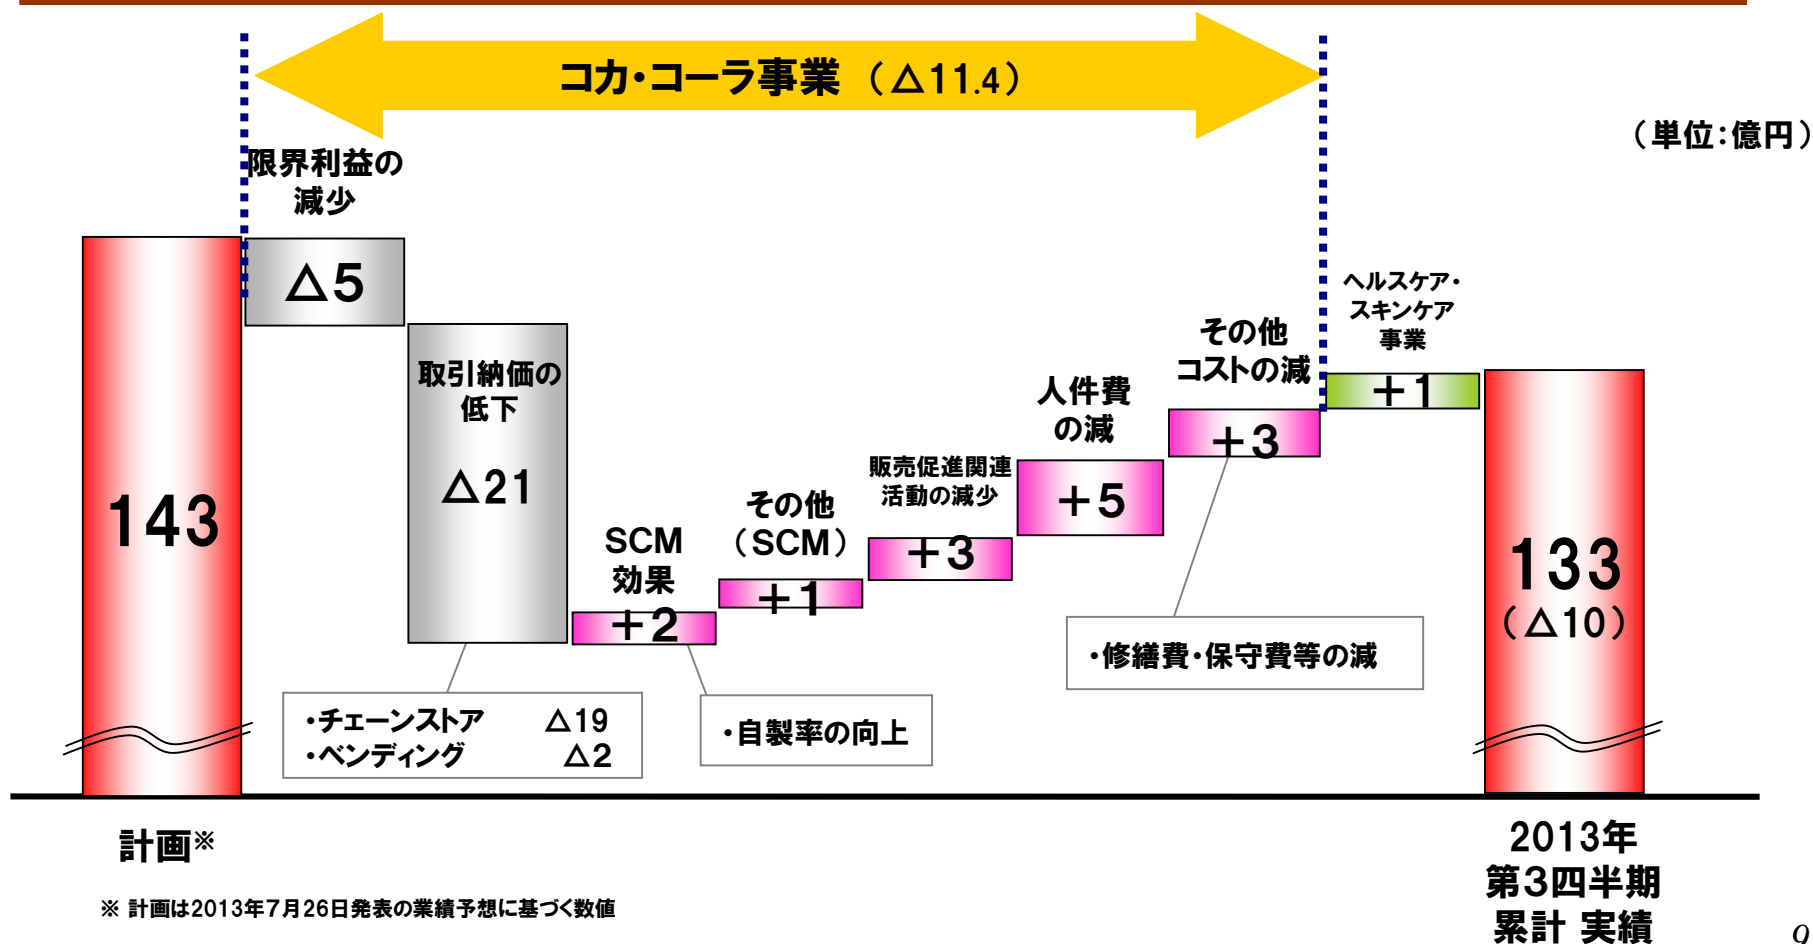 コカ・コーラ事業 （△11.4）
（単位：億円）
限界利益の
減少
△5
取引納価の
低下
△21
・チェーンストア △19
・ベンディング △2
SCM
効果
＋2
・自製率の向上
その他
（SCM）
＋1
販売促進関連
活動の減少
＋3
人件費
の減
＋5
その他
コストの減
＋3
・修繕費・保守費等の減
ヘルスケア・
スキンケア
事業
＋1
143
133
（△10）
計画※
2013年
第3四半期
累計 実績
※ 計画は2013年7月26日発表の業績予想に基づく数値
9